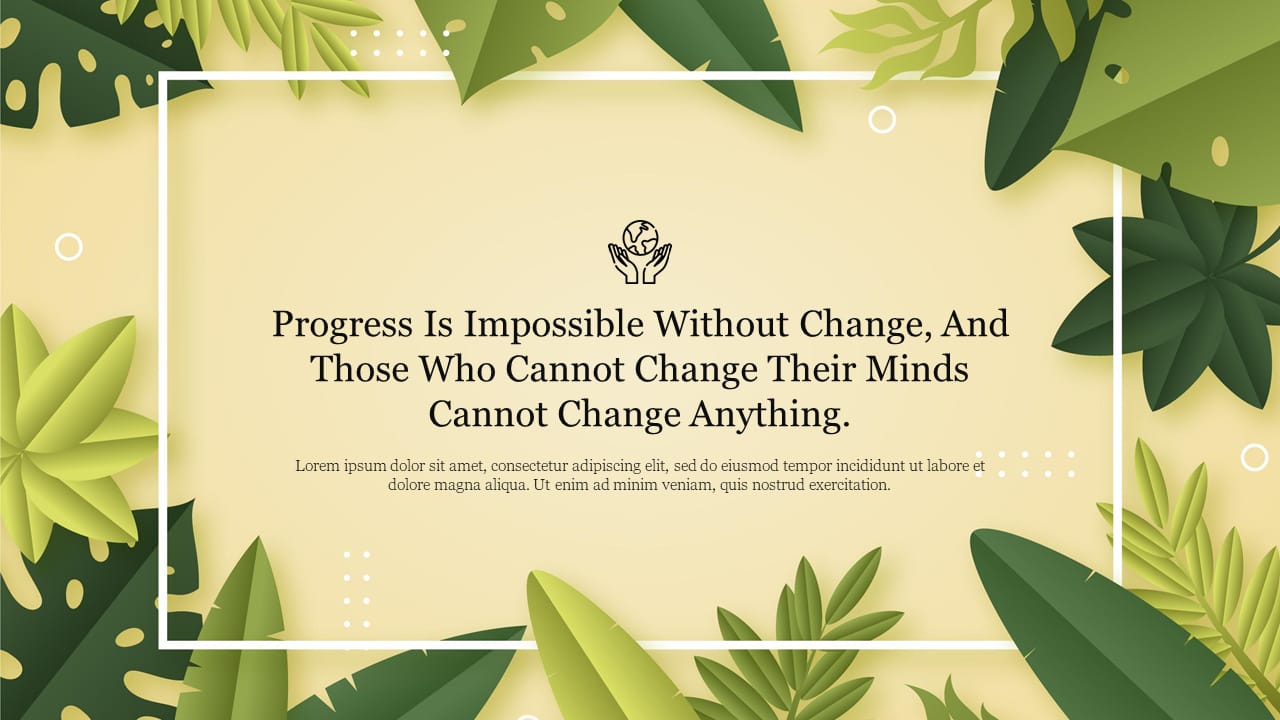 Progress Is Impossible Without Change, And
Those Who Cannot Change Their Minds
Cannot Change Anything.
Lorem ipsum dolor sit amet, consectetur adipiscing elit, sed do eiusmod tempor incididunt ut labore et
dolore magna aliqua. Ut enim ad minim veniam, quis nostrud exercitation.